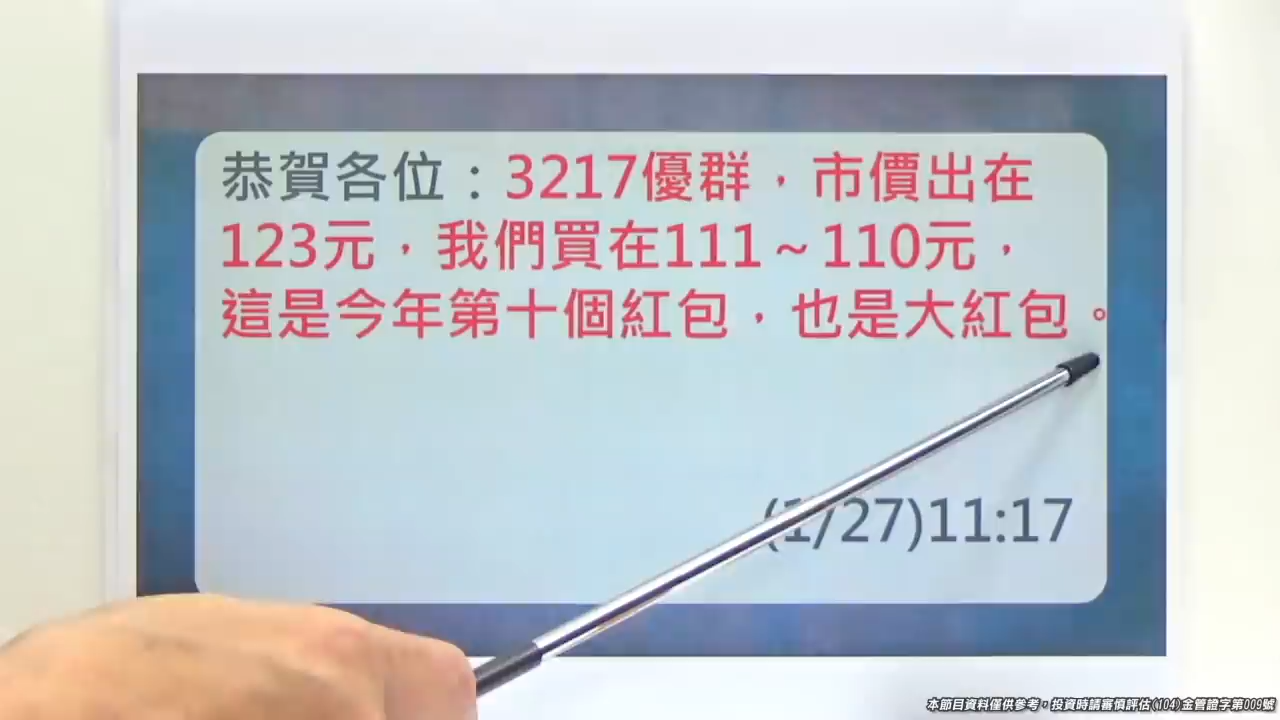 恭賀各位：3217優群，市價出在
123元，我們買在111～110元，
這是今年第十個紅包，也是大紅包。
(1/27)11:17
本節目資料僅供參考，投資時請審慎評估(104)金管證字第009號